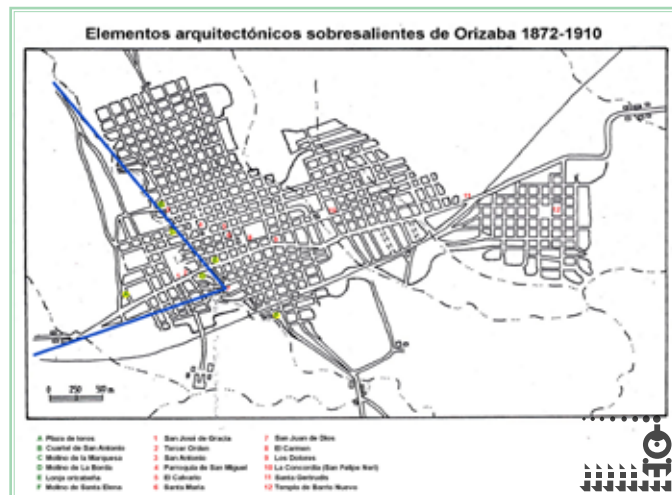 Elementos arquitectónicos sobresalientes de Orizaba 1872-1910
0 250 500 m.
A Plaza de toros
B Cuartel de San Antonio
C Molino de la Marquesa
D Molino de La Borda
E Lonja orizabeña
F Molino de Santa Elena
1 San José de Gracia
2 Tercer Orden
3 San Antonio
4 Parroquia de San Miguel
5 El Calvario
6 Santa María
7 San Juan de Dios
8 El Carmen
9 Los Dolores
10 La Concordia (San Felipe Neri)
11 Santa Gertrudis
12 Templo de Barrio Nuevo